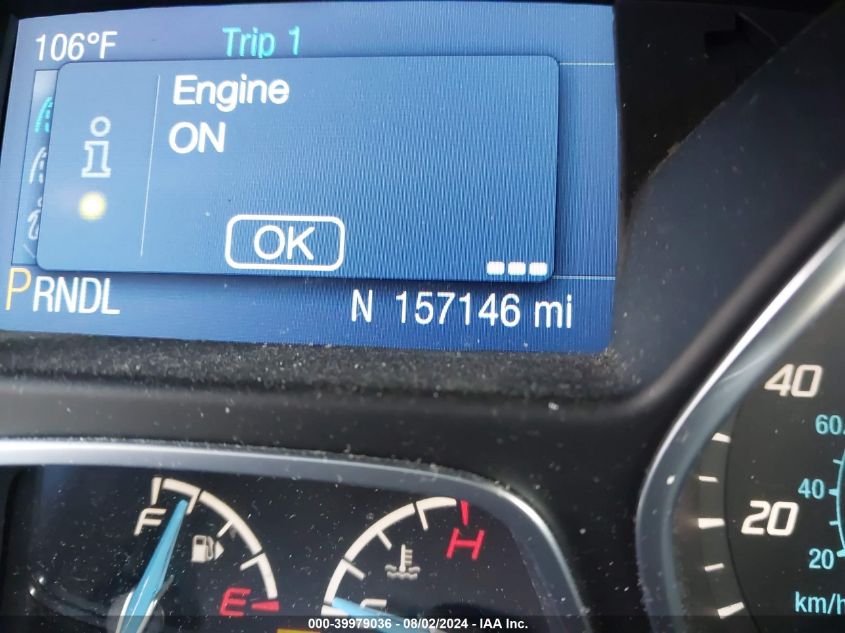 106°F Trip 1
Engine
ON
i
OK
PRNDL N 157146 mi
40
60
F 40
20
H
E 20
km/h
000-39979036 - 08/02/2024 - IAA Inc.